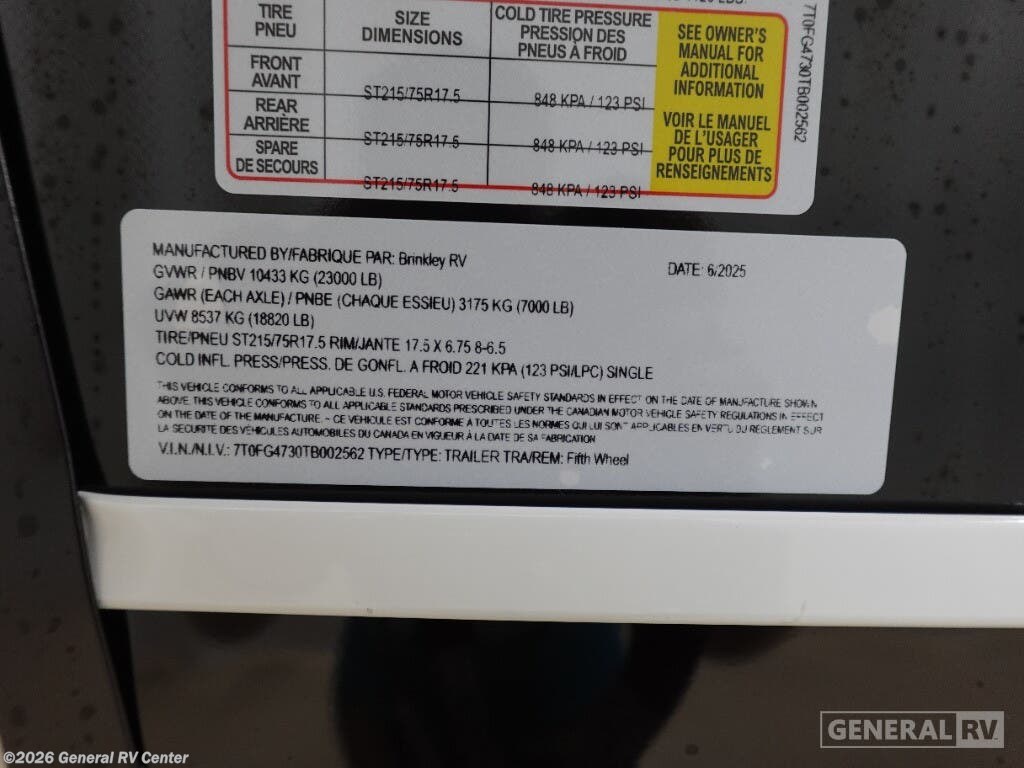 TIRE
PNEU
SIZE
DIMENSIONS
COLD TIRE PRESSURE
PRESSION DES
PNEUS À FROID
FRONT
AVANT
ST215/75R17.5
848 KPA / 123 PSI
REAR
ARRIÈRE
ST215/75R17.5
848 KPA / 123 PSI
SPARE
DE SECOURS
ST215/75R17.5
848 KPA / 123 PSI
SEE OWNER'S
MANUAL FOR
ADDITIONAL
INFORMATION
VOIR LE MANUEL
DE L'USAGER
POUR PLUS DE
RENSEIGNEMENTS
7T0FG4730TB002562
MANUFACTURED BY/FABRIQUE PAR: Brinkley RV
DATE: 6/2025
GVWR / PNBV 10433 KG (23000 LB)
GAWR (EACH AXLE) / PNBE (CHAQUE ESSIEU) 3175 KG (7000 LB)
UVW 8537 KG (18820 LB)
TIRE/PNEU ST215/75R17.5 RIM/JANTE 17.5 X 6.75 8-6.5
COLD INFL. PRESS/PRESS. DE GONFL. A FROID 221 KPA (123 PSI/LPC) SINGLE
THIS VEHICLE CONFORMS TO ALL APPLICABLE U.S. FEDERAL MOTOR VEHICLE SAFETY STANDARDS IN EFFECT ON THE DATE OF MANUFACTURE SHOWN
ABOVE. THIS VEHICLE CONFORMS TO ALL APPLICABLE STANDARDS PRESCRIBED UNDER THE CANADIAN MOTOR VEHICLE SAFETY REGULATIONS IN EFFECT
ON THE DATE OF THE MANUFACTURE. - CE VEHICULE EST CONFORME A TOUTES LES NORMES QUI LUI SONT APPLICABLES EN VERTU DU REGLEMENT SUR
LA SECURITE DES VEHICULES AUTOMOBILES DU CANADA EN VIGUEUR À LA DATE DE SA FABRICATION
V.I.N./N.I.V.: 7T0FG4730TB002562 TYPE/TYPE: TRAILER TRA/REM: Fifth Wheel
GENERAL RV
©2026 General RV Center